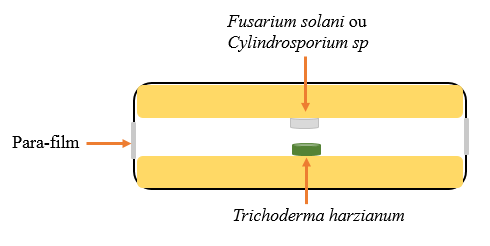 Fusarium solani ou
Cylindrosporium sp
Para-film
Trichoderma harzianum